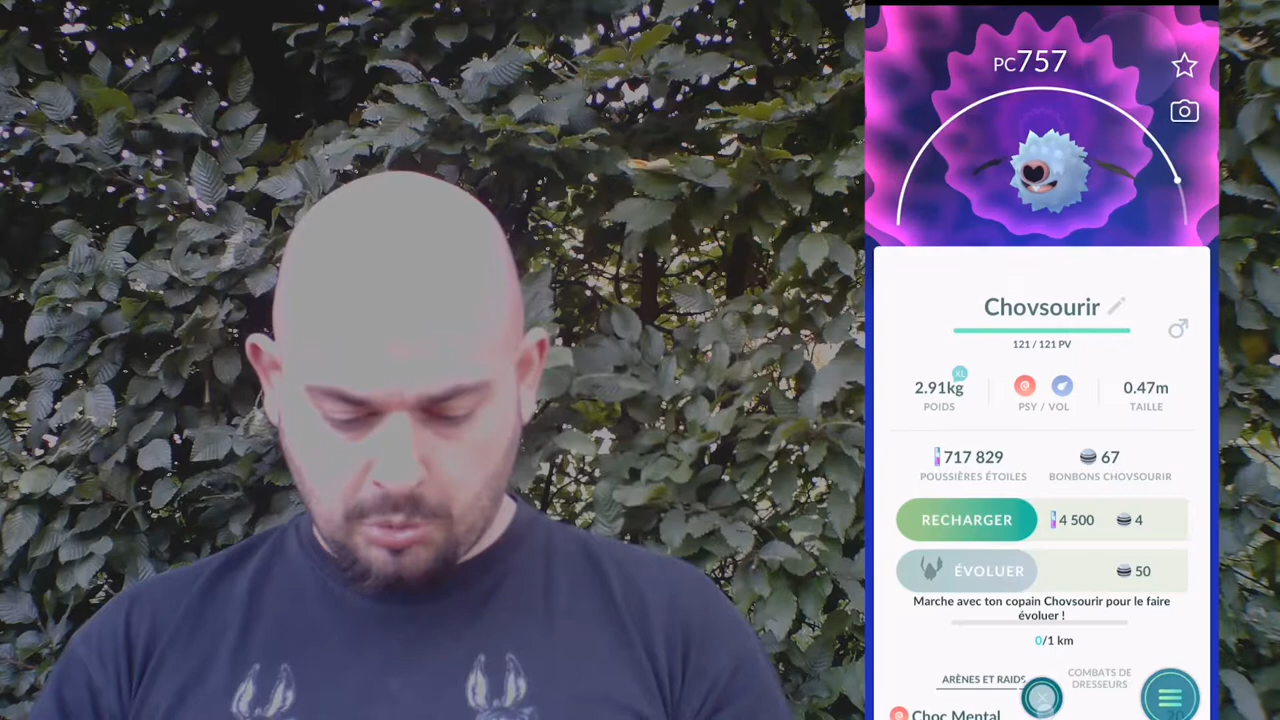 PC757
Chovsourir
121 / 121 PV
XL
2.91kg
POIDS
PSY / VOL
0.47m
TAILLE
717 829
POUSSIÈRES ÉTOILES
67
BONBONS CHOVSOURIR
RECHARGER
4 500
4
ÉVOLUER
50
Marche avec ton copain Chovsourir pour le faire
évoluer !
0/1 km
ARÈNES ET RAIDS
COMBATS DE
DRESSEURS
Choc Mental
20